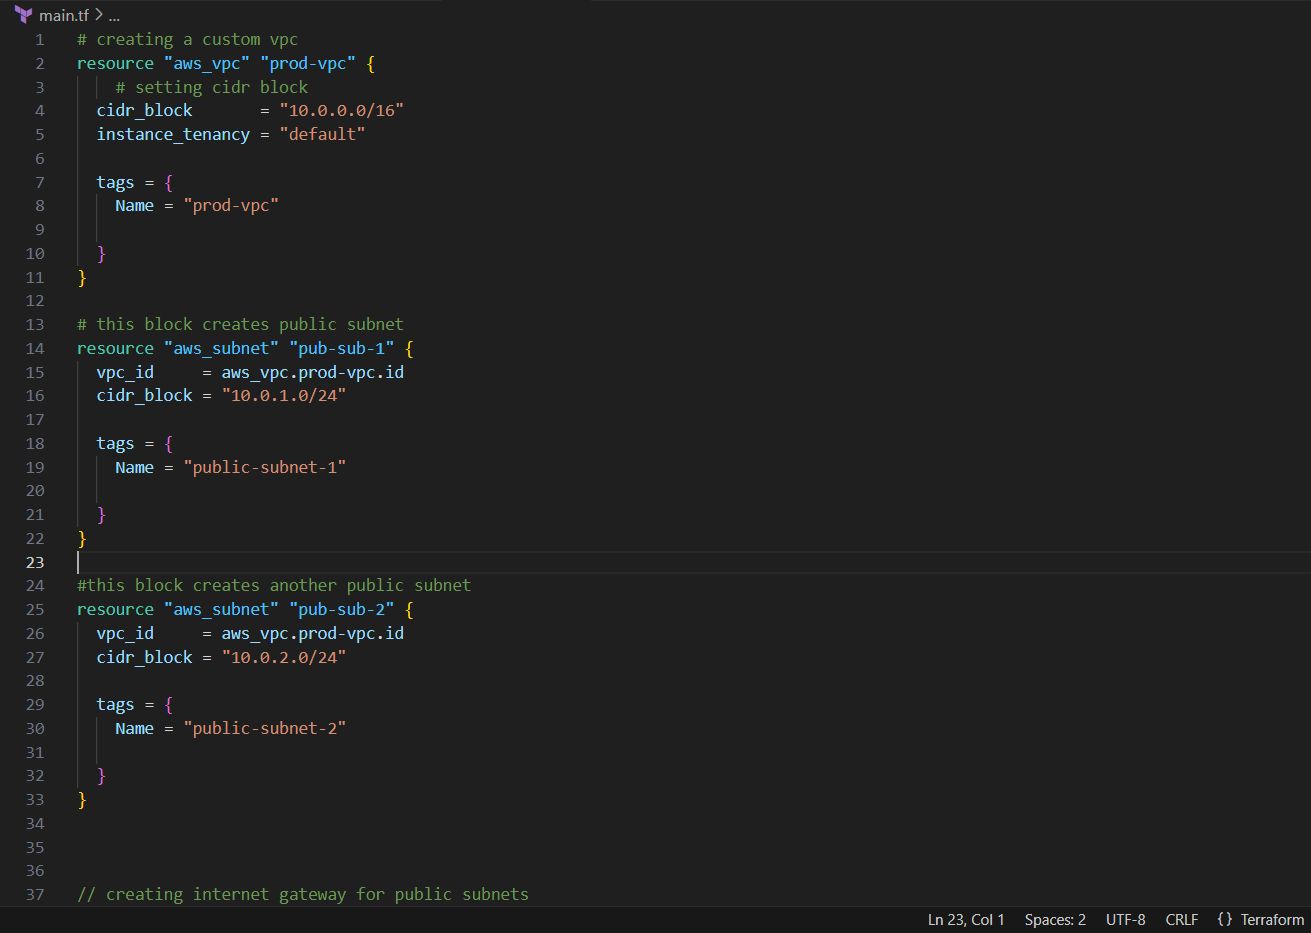 main.tf > ...
1 # creating a custom vpc
2 resource "aws_vpc" "prod-vpc" {
3     # setting cidr block
4   cidr_block       = "10.0.0.0/16"
5   instance_tenancy = "default"
6
7   tags = {
8     Name = "prod-vpc"
9
10   }
11 }
12
13 # this block creates public subnet
14 resource "aws_subnet" "pub-sub-1" {
15   vpc_id     = aws_vpc.prod-vpc.id
16   cidr_block = "10.0.1.0/24"
17
18   tags = {
19     Name = "public-subnet-1"
20
21   }
22 }
23
24 #this block creates another public subnet
25 resource "aws_subnet" "pub-sub-2" {
26   vpc_id     = aws_vpc.prod-vpc.id
27   cidr_block = "10.0.2.0/24"
28
29   tags = {
30     Name = "public-subnet-2"
31
32   }
33 }
34
35
36
37 // creating internet gateway for public subnets
Ln 23, Col 1 Spaces: 2 UTF-8 CRLF {} Terraform